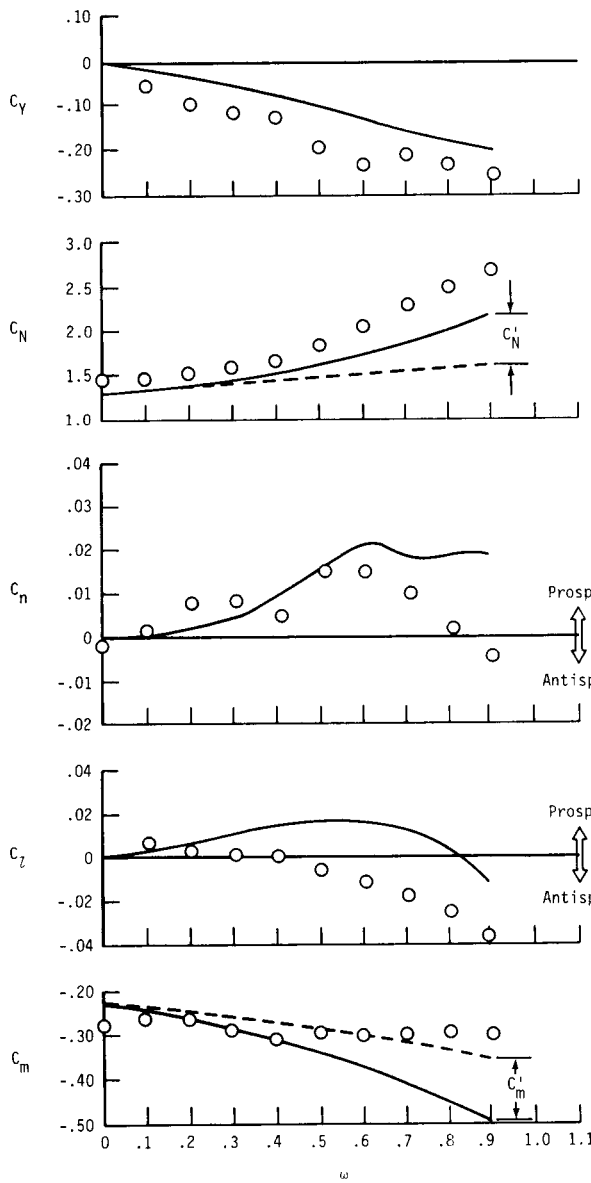 .10
0
C_Y
-.10
-.20
-.30
3.0
2.5
C_N
2.0
C'_N
1.5
1.0
.04
.03
.02
.01
C_n
Prosp
0
-.01
Antisp
-.02
.04
.02
Prosp
C_l
0
-.02
Antisp
-.04
-.20
-.30
C_m
-.40
C'_m
-.50
0 .1 .2 .3 .4 .5 .6 .7 .8 .9 1.0 1.1
ω